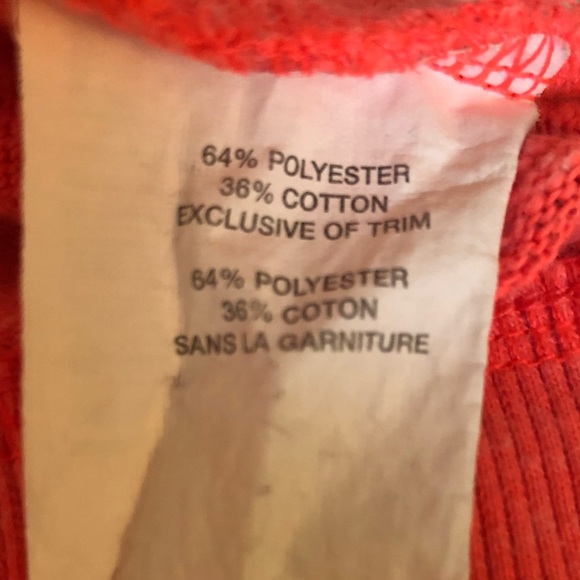 64% POLYESTER
36% COTTON
EXCLUSIVE OF TRIM
64% POLYESTER
36% COTON
SANS LA GARNITURE